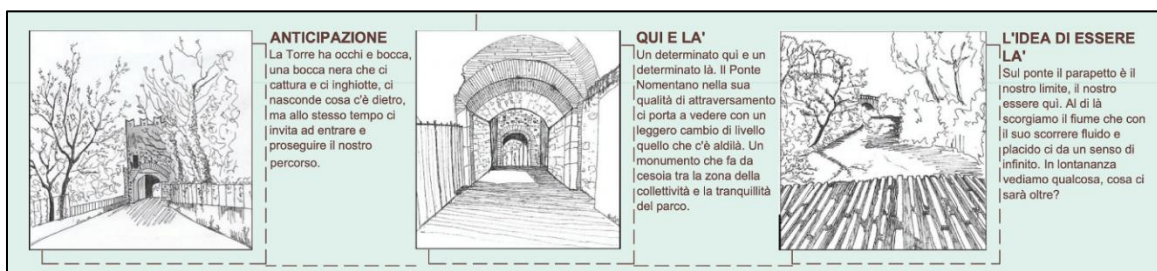 ANTICIPAZIONE
La Torre ha occhi e bocca,
una bocca nera che ci
cattura e ci inghiotte, ci
nasconde cosa c'è dietro,
ma allo stesso tempo ci
invita ad entrare e
proseguire il nostro
percorso.
QUI E LA'
Un determinato quì e un
determinato là. Il Ponte
Nomentano nella sua
qualità di attraversamento
ci porta a vedere con un
leggero cambio di livello
quello che c'è aldilà. Un
monumento che fa da
cesoia tra la zona della
collettività e la tranquillità
del parco.
L'IDEA DI ESSERE
LA'
Sul ponte il parapetto è il
nostro limite, il nostro
essere quì. Al di là
scorgiamo il fiume che con
il suo scorrere fluido e
placido ci da un senso di
infinito. In lontananza
vediamo qualcosa, cosa ci
sarà oltre?